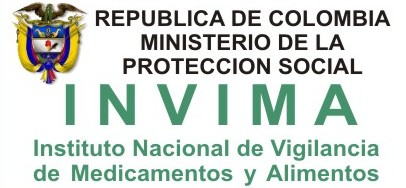 REPUBLICA DE COLOMBIA
MINISTERIO DE LA
PROTECCION SOCIAL
INVIMA
Instituto Nacional de Vigilancia
de Medicamentos y Alimentos